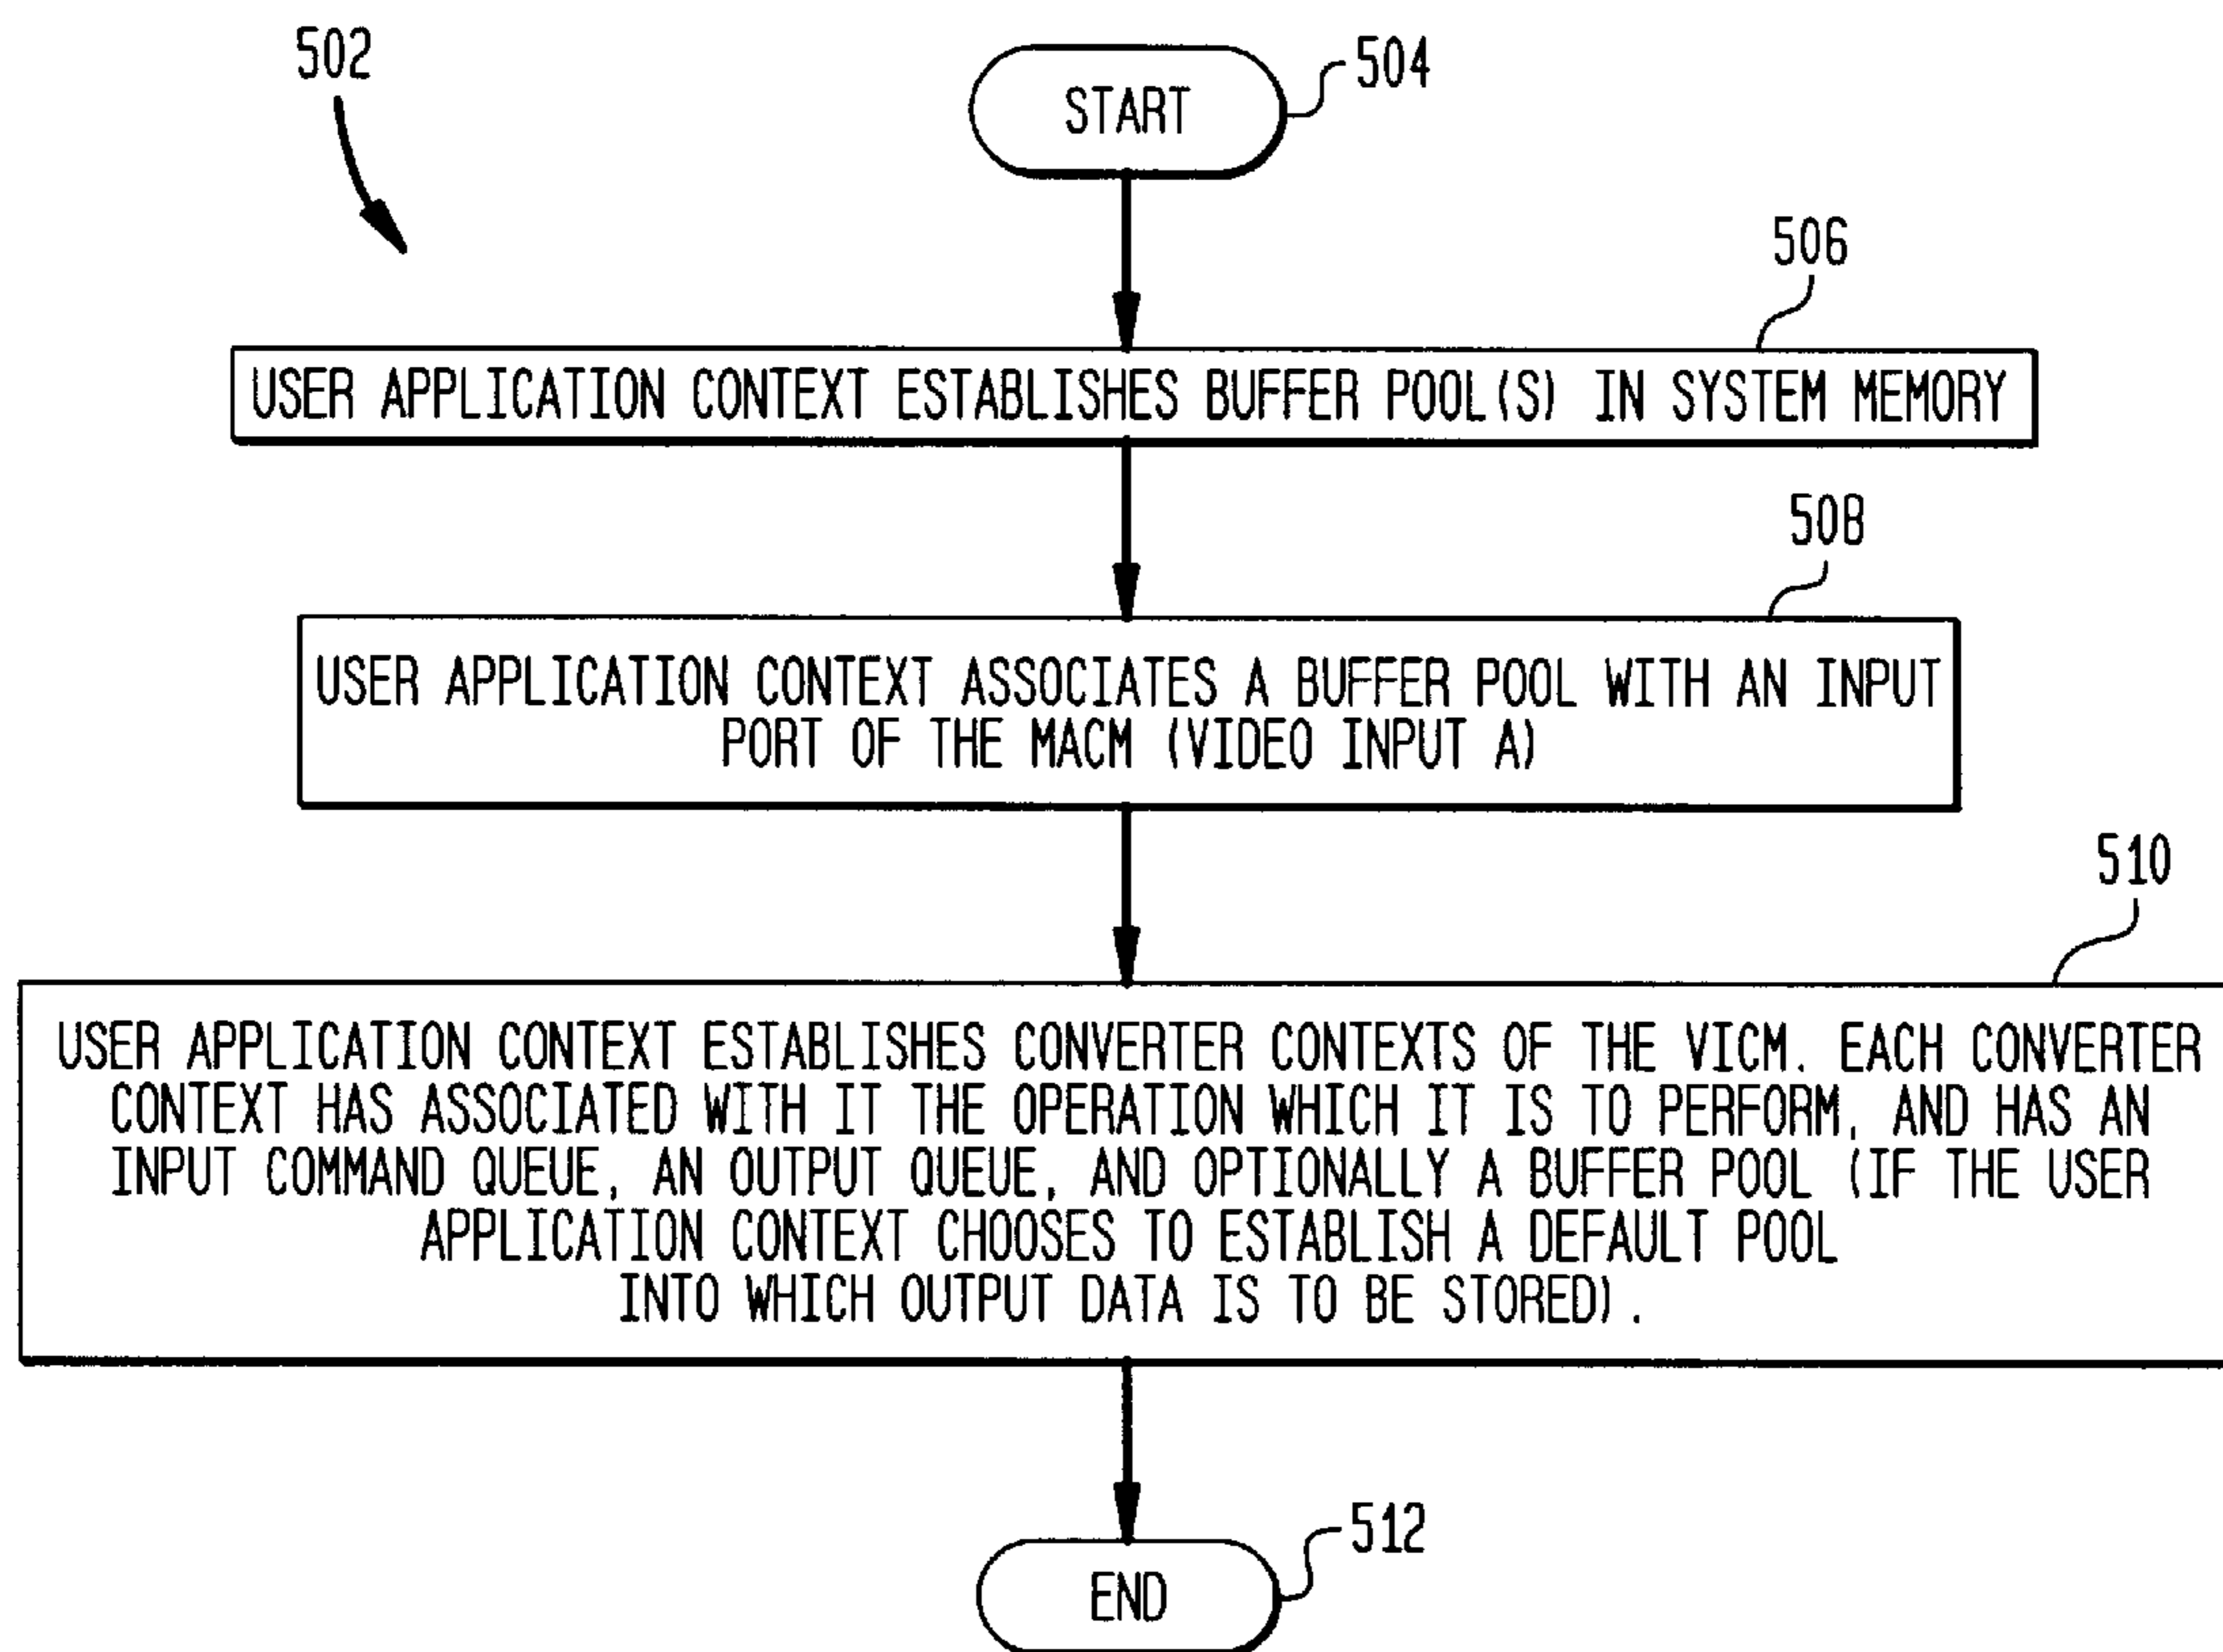 502
504
START
506
USER APPLICATION CONTEXT ESTABLISHES BUFFER POOL(S) IN SYSTEM MEMORY
508
USER APPLICATION CONTEXT ASSOCIATES A BUFFER POOL WITH AN INPUT
PORT OF THE MACM (VIDEO INPUT A)
510
USER APPLICATION CONTEXT ESTABLISHES CONVERTER CONTEXTS OF THE VICM. EACH CONVERTER
CONTEXT HAS ASSOCIATED WITH IT THE OPERATION WHICH IT IS TO PERFORM, AND HAS AN
INPUT COMMAND QUEUE, AN OUTPUT QUEUE, AND OPTIONALLY A BUFFER POOL (IF THE USER
APPLICATION CONTEXT CHOOSES TO ESTABLISH A DEFAULT POOL
INTO WHICH OUTPUT DATA IS TO BE STORED).
512
END